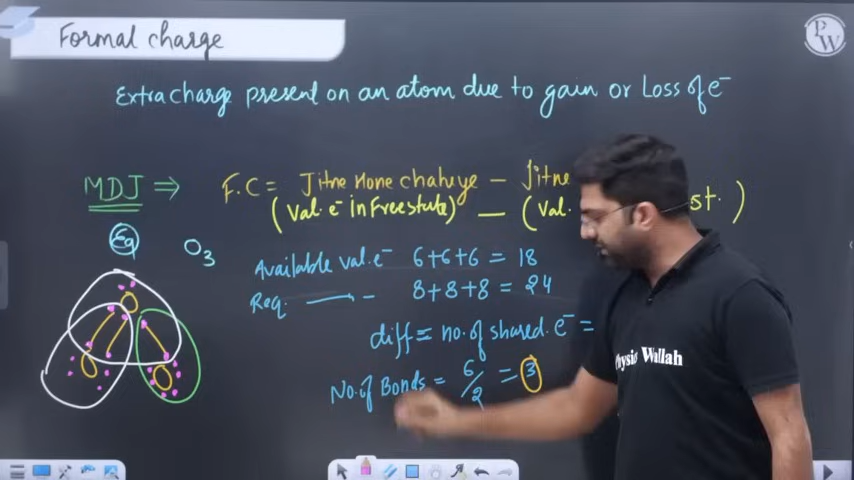 Formal charge
P
W
Extra charge present on an atom due to gain or Loss of e⁻
MDJ ⇒ F.C = Jitne Hone chahiye – Jitne
(Val. e⁻ in Free state) — (Val. st.)
Eg O₃
Available val. e⁻ 6+6+6 = 18
Req. —— - 8+8+8 = 24
diff = no. of shared. e⁻ =
No. of Bonds = 6/2 = 3
Physics Wallah